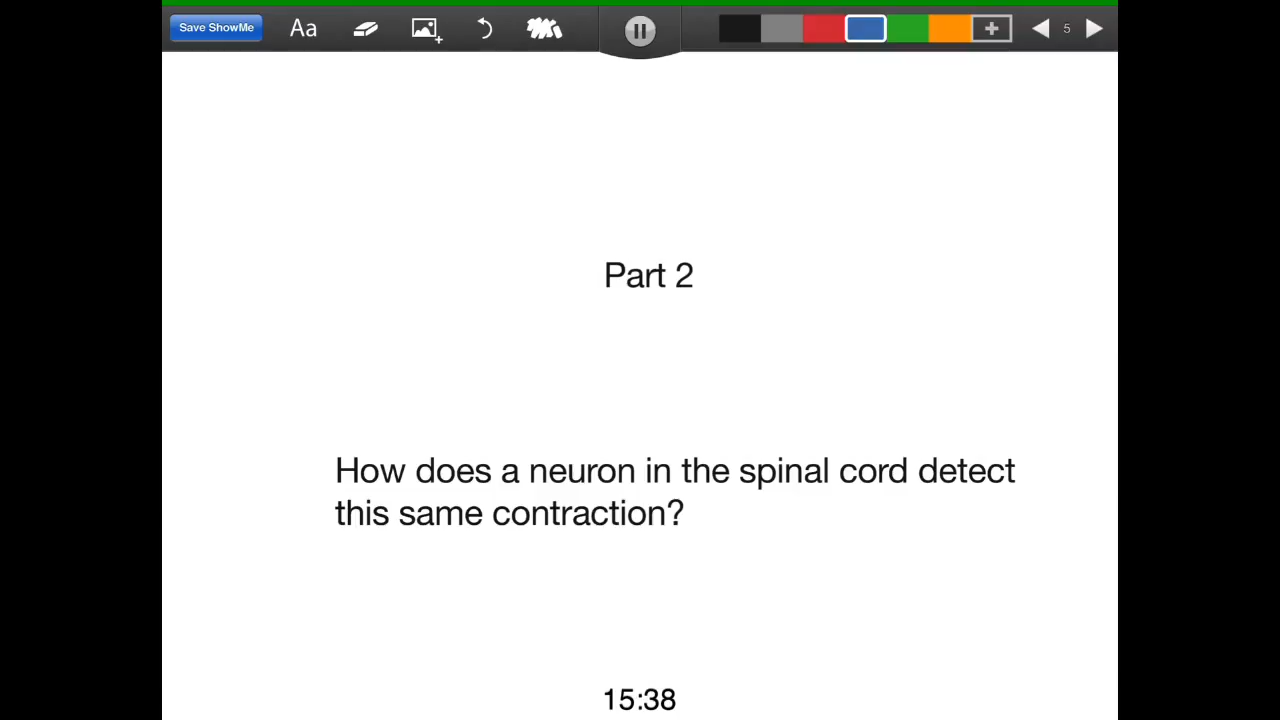 Save ShowMe
Aa
5
Part 2
How does a neuron in the spinal cord detect
this same contraction?
15:38